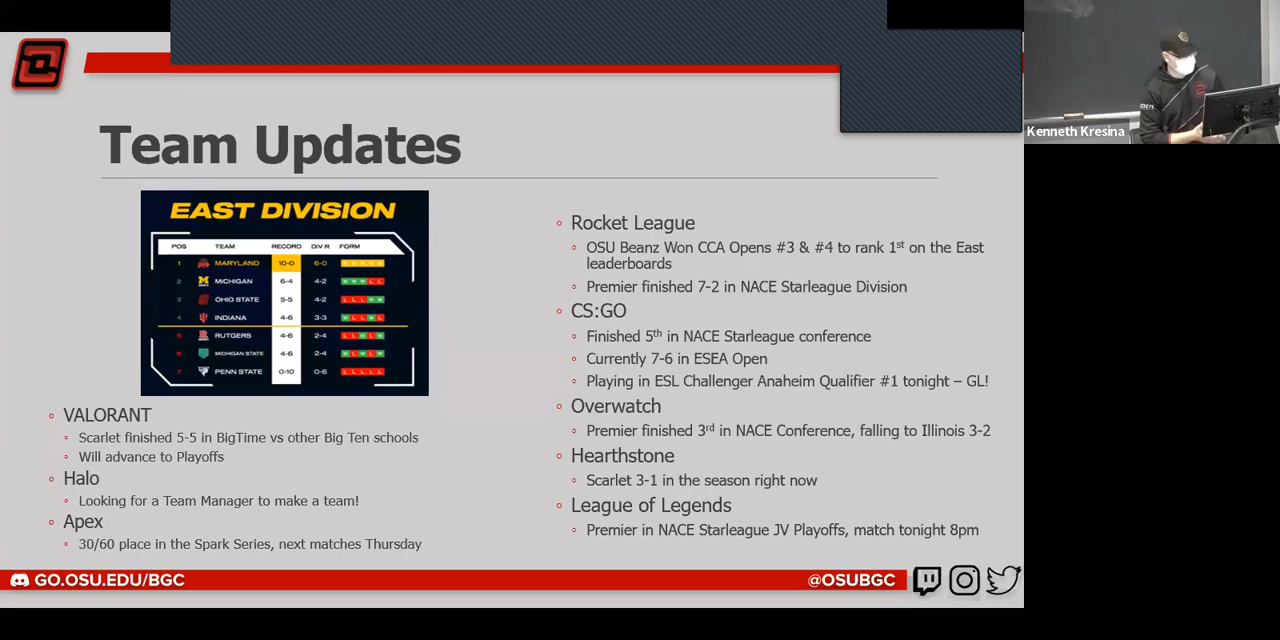 Kenneth Kresina
Team Updates
EAST DIVISION
POS TEAM RECORD DIV R FORM
1 MARYLAND 10-0 6-0 W W W W W
2 MICHIGAN 6-4 4-2 W W W L L
3 OHIO STATE 5-5 4-2 L L L W W
4 INDIANA 4-6 3-3 W L L W L
5 RUTGERS 4-6 2-4 L L W L W
6 MICHIGAN STATE 4-6 2-4 W L W L W
7 PENN STATE 0-10 0-6 L L L L L
VALORANT
Scarlet finished 5-5 in BigTime vs other Big Ten schools
Will advance to Playoffs
Halo
Looking for a Team Manager to make a team!
Apex
30/60 place in the Spark Series, next matches Thursday
Rocket League
OSU Beanz Won CCA Opens #3 & #4 to rank 1st on the East
leaderboards
Premier finished 7-2 in NACE Starleague Division
CS:GO
Finished 5th in NACE Starleague conference
Currently 7-6 in ESEA Open
Playing in ESL Challenger Anaheim Qualifier #1 tonight – GL!
Overwatch
Premier finished 3rd in NACE Conference, falling to Illinois 3-2
Hearthstone
Scarlet 3-1 in the season right now
League of Legends
Premier in NACE Starleague JV Playoffs, match tonight 8pm
GO.OSU.EDU/BGC
@OSUBGC